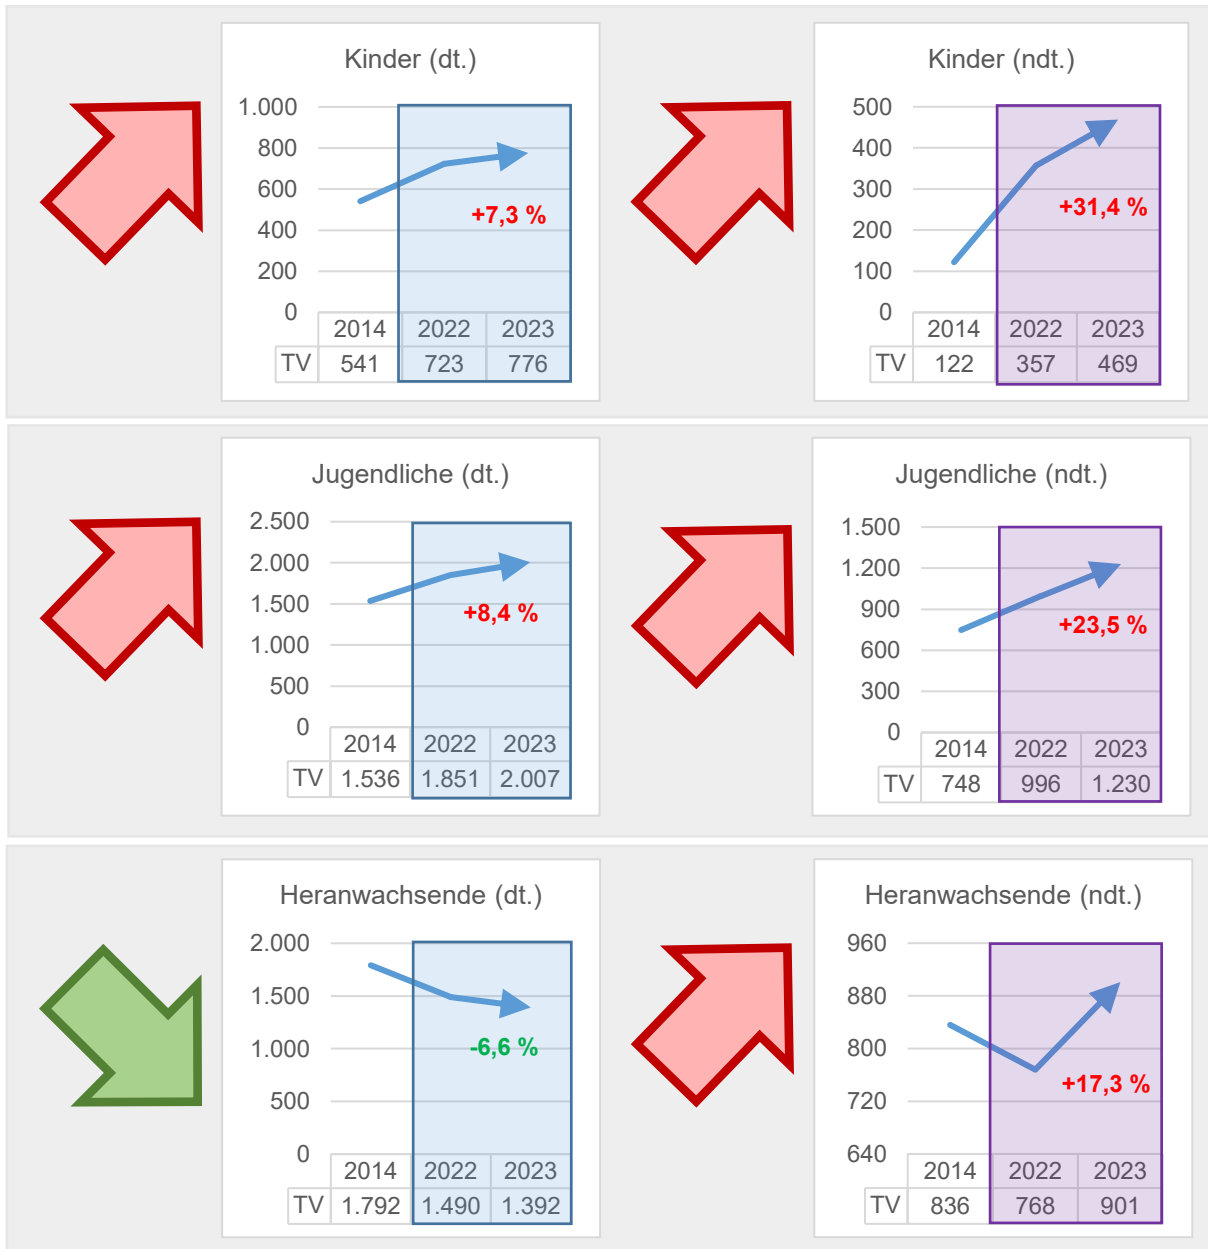 Kinder (dt.)
1.000
800
600
400
200
0
+7,3 %
2014 2022 2023
TV 541 723 776
Kinder (ndt.)
500
400
300
200
100
0
+31,4 %
2014 2022 2023
TV 122 357 469
Jugendliche (dt.)
2.500
2.000
1.500
1.000
500
0
+8,4 %
2014 2022 2023
TV 1.536 1.851 2.007
Jugendliche (ndt.)
1.500
1.200
900
600
300
0
+23,5 %
2014 2022 2023
TV 748 996 1.230
Heranwachsende (dt.)
2.000
1.500
1.000
500
0
-6,6 %
2014 2022 2023
TV 1.792 1.490 1.392
Heranwachsende (ndt.)
960
880
800
720
640
+17,3 %
2014 2022 2023
TV 836 768 901